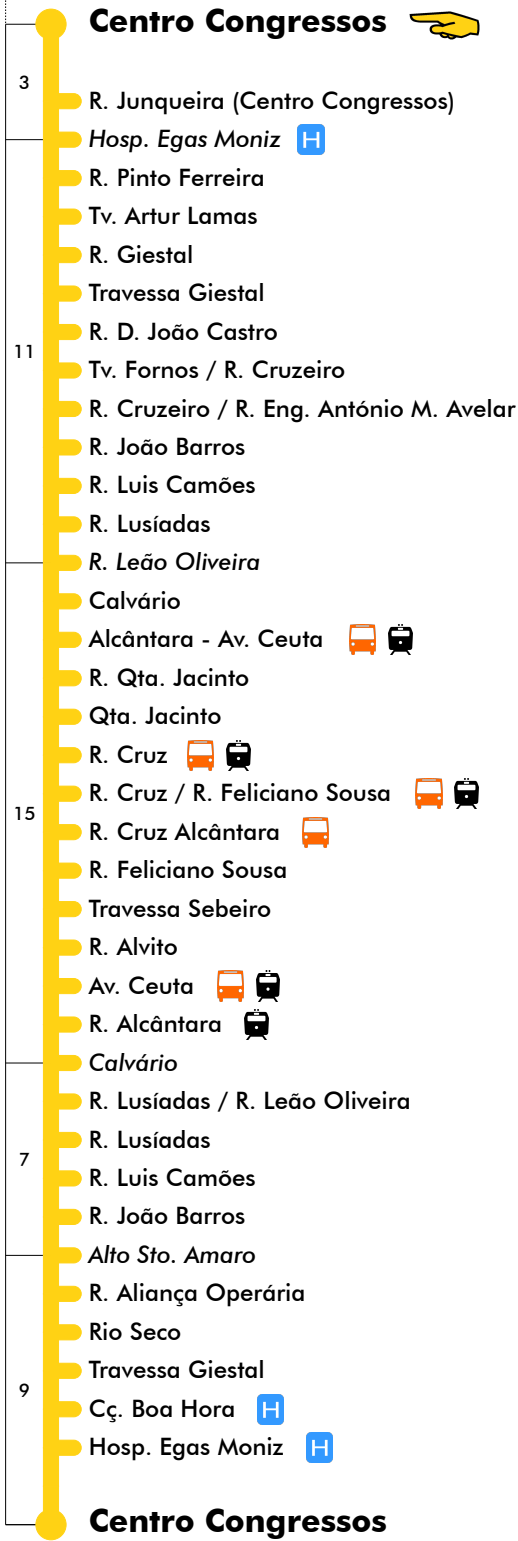 Centro Congressos
3
R. Junqueira (Centro Congressos)
Hosp. Egas Moniz H
R. Pinto Ferreira
Tv. Artur Lamas
R. Giestal
Travessa Giestal
R. D. João Castro
11
Tv. Fornos / R. Cruzeiro
R. Cruzeiro / R. Eng. António M. Avelar
R. João Barros
R. Luis Camões
R. Lusíadas
R. Leão Oliveira
Calvário
Alcântara - Av. Ceuta
R. Qta. Jacinto
Qta. Jacinto
R. Cruz
R. Cruz / R. Feliciano Sousa
15
R. Cruz Alcântara
R. Feliciano Sousa
Travessa Sebeiro
R. Alvito
Av. Ceuta
R. Alcântara
Calvário
R. Lusíadas / R. Leão Oliveira
R. Lusíadas
7
R. Luis Camões
R. João Barros
Alto Sto. Amaro
R. Aliança Operária
Rio Seco
Travessa Giestal
9
Cç. Boa Hora H
Hosp. Egas Moniz H
Centro Congressos